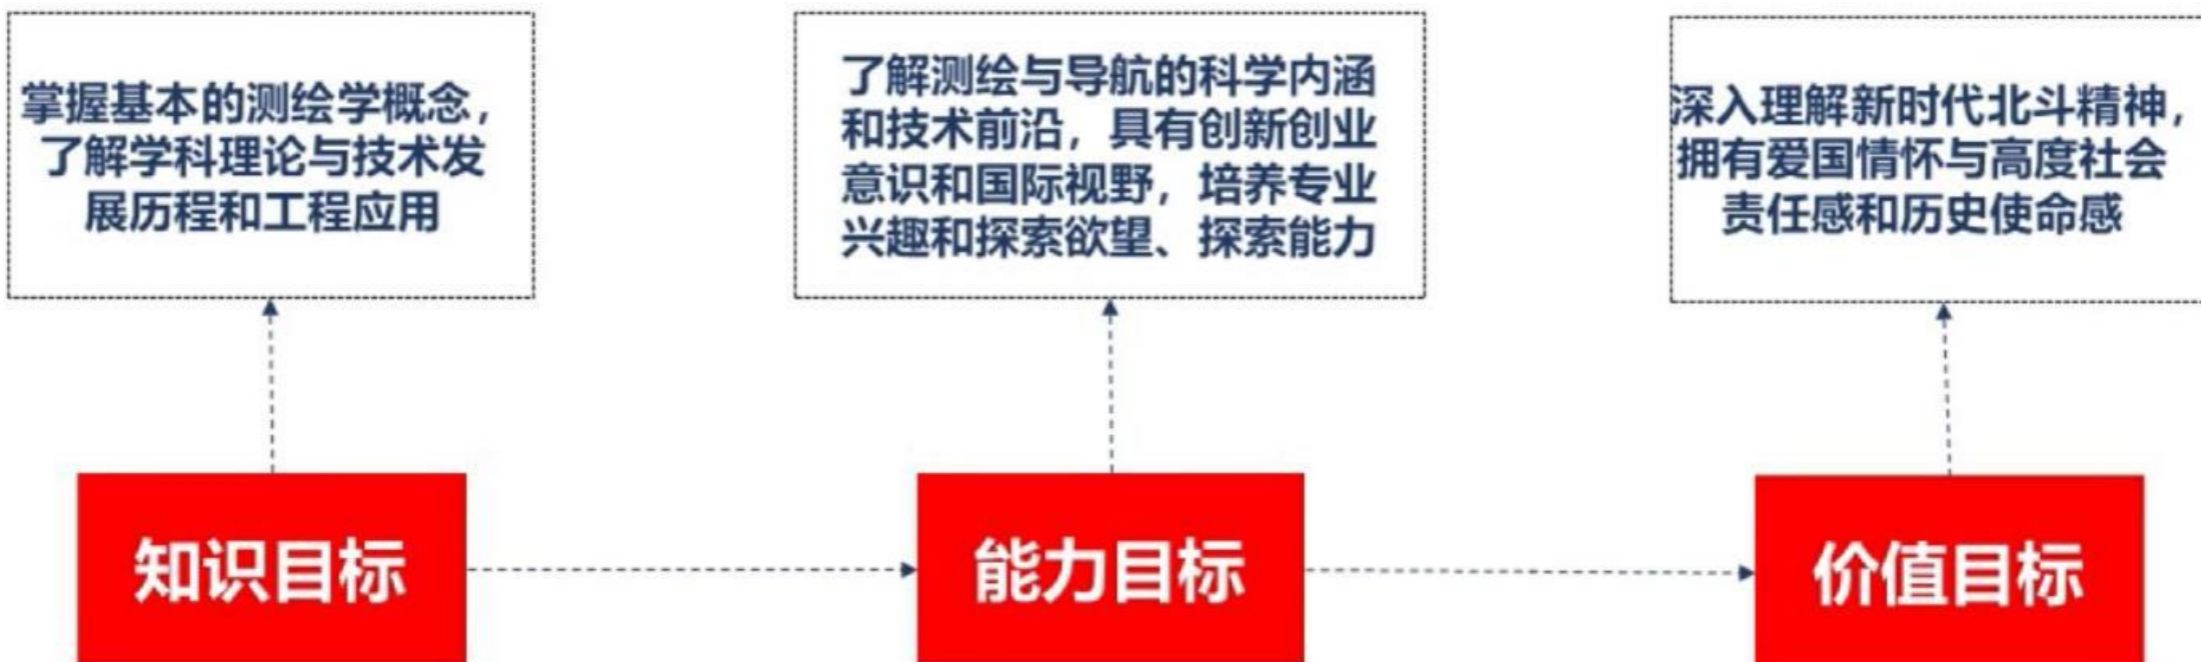 掌握基本的测绘学概念，
了解学科理论与技术发
展历程和工程应用
了解测绘与导航的科学内涵
和技术前沿，具有创新创业
意识和国际视野，培养专业
兴趣和探索欲望、探索能力
深入理解新时代北斗精神，
拥有爱国情怀与高度社会
责任感和历史使命感
知识目标
能力目标
价值目标